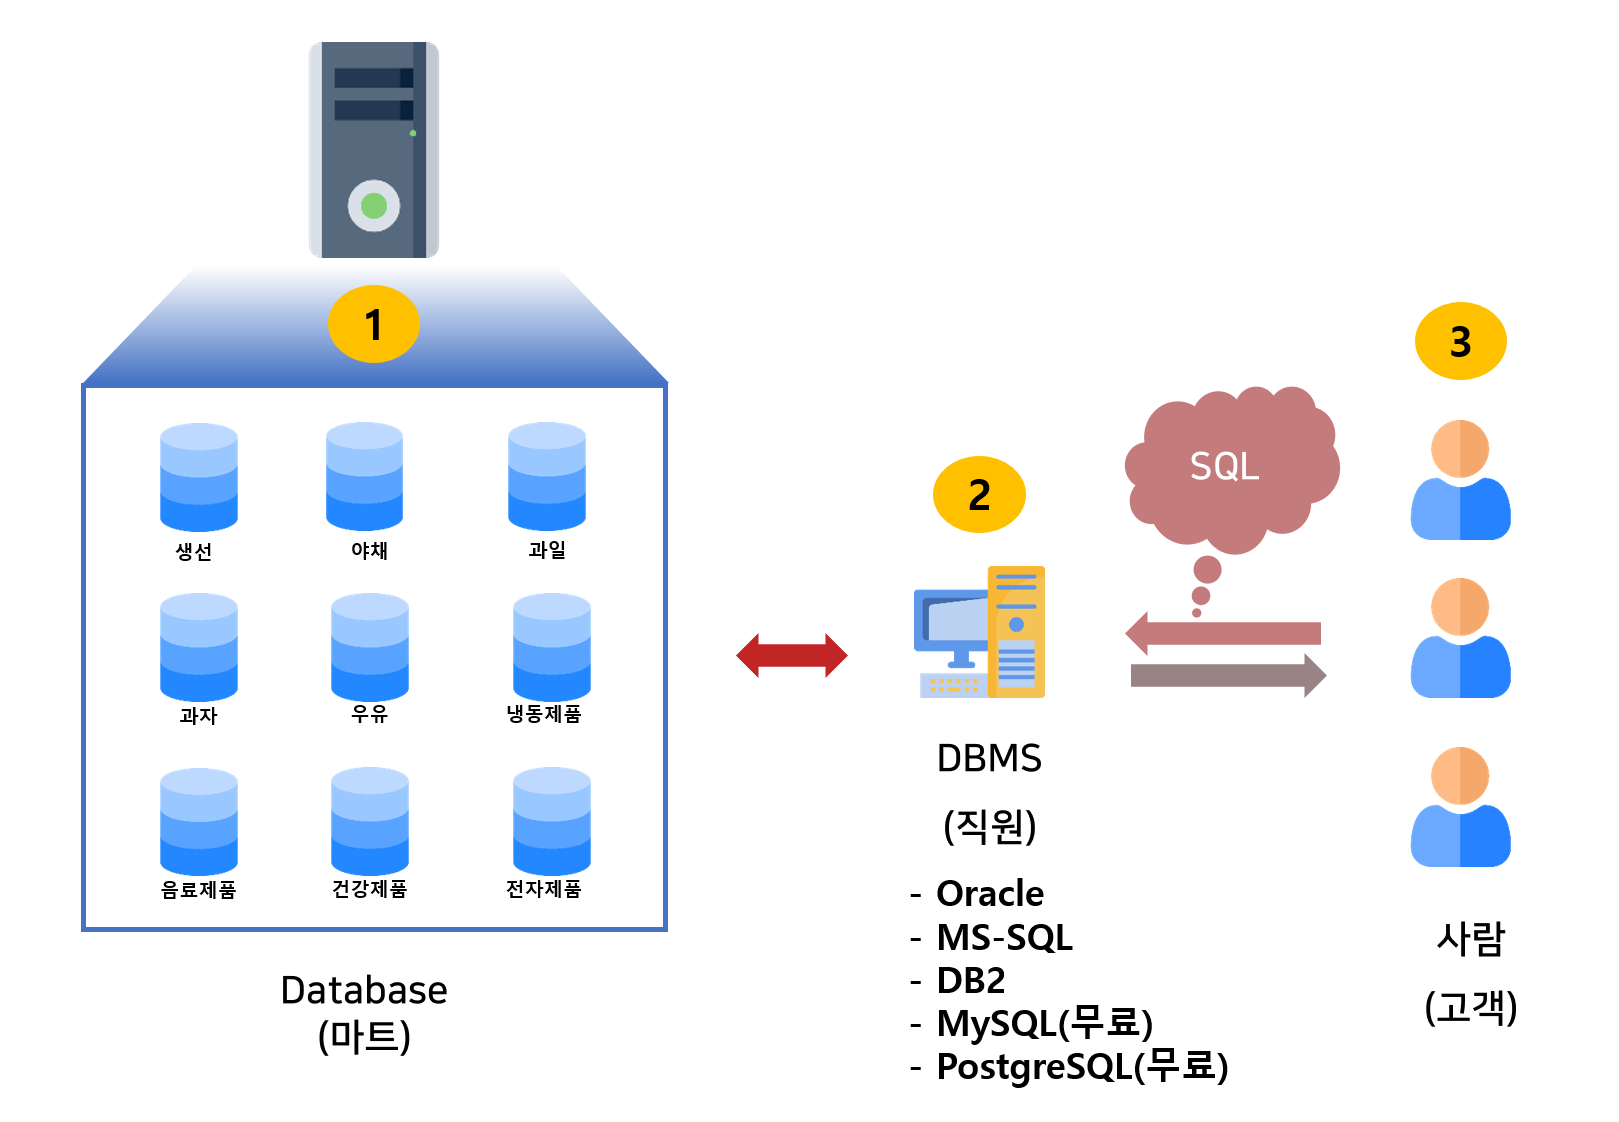 1
생선
야채
과일
과자
우유
냉동제품
음료제품
건강제품
전자제품
Database
(마트)
2
DBMS
(직원)
- Oracle
- MS-SQL
- DB2
- MySQL(무료)
- PostgreSQL(무료)
SQL
3
사람
(고객)